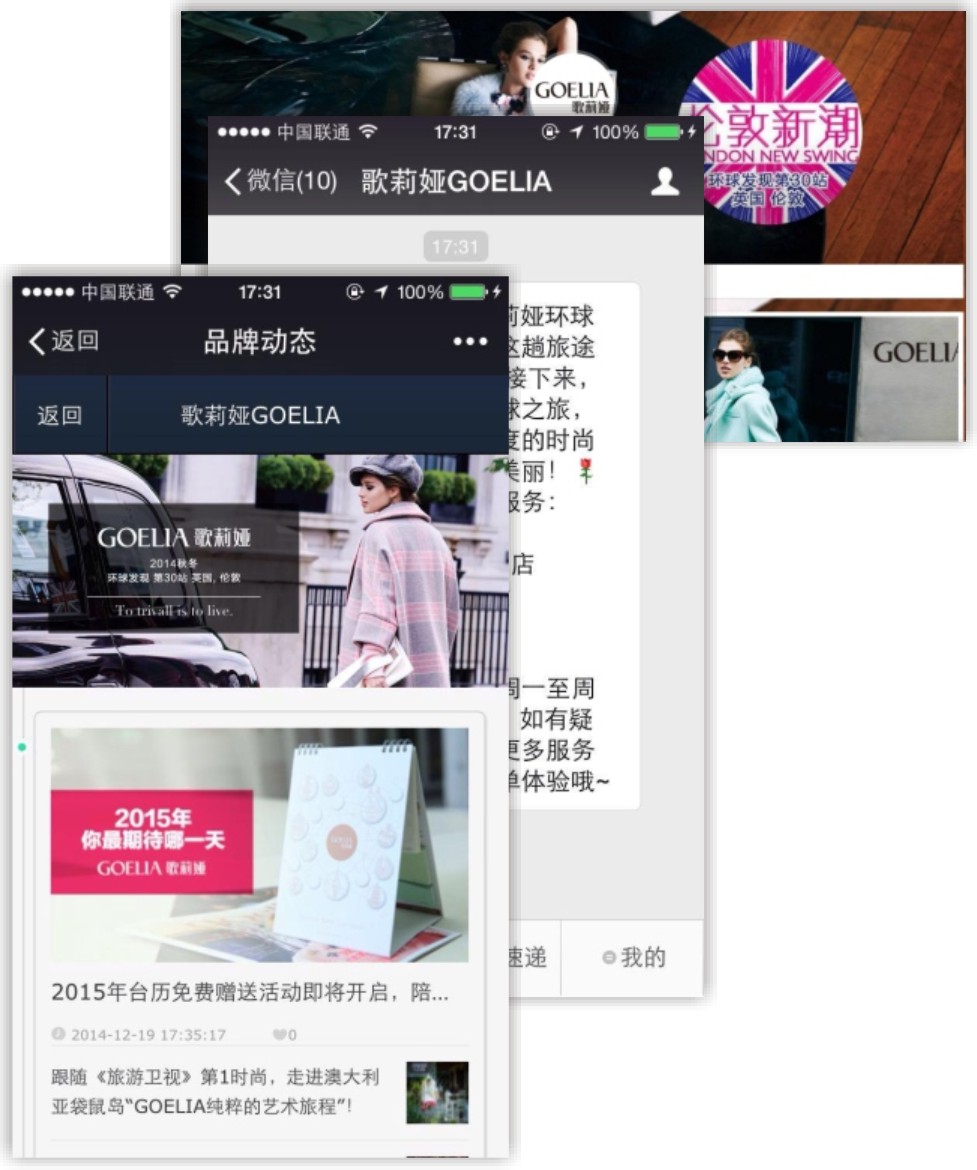 GOELIA
歌莉娅
伦敦新潮
LONDON NEW SWING
环球发现第30站
英国 伦敦
GOELIA
中国联通
17:31
100%
微信(10)
歌莉娅GOELIA
17:31
莉娅环球
这趟旅途
接下来，
球之旅，
度的时尚
美丽！
服务：
店
周一至周
如有疑
更多服务
单体验哦~
速递
我的
中国联通
17:31
100%
返回
品牌动态
返回
歌莉娅GOELIA
GOELIA 歌莉娅
2014秋冬
环球发现 第30站 英国, 伦敦
To trivall is to live.
2015年
你最期待哪一天
GOELIA 歌莉娅
2015年台历免费赠送活动即将开启，陪...
2014-12-19 17:35:17
0
跟随《旅游卫视》第1时尚，走进澳大利
亚袋鼠岛“GOELIA纯粹的艺术旅程”！